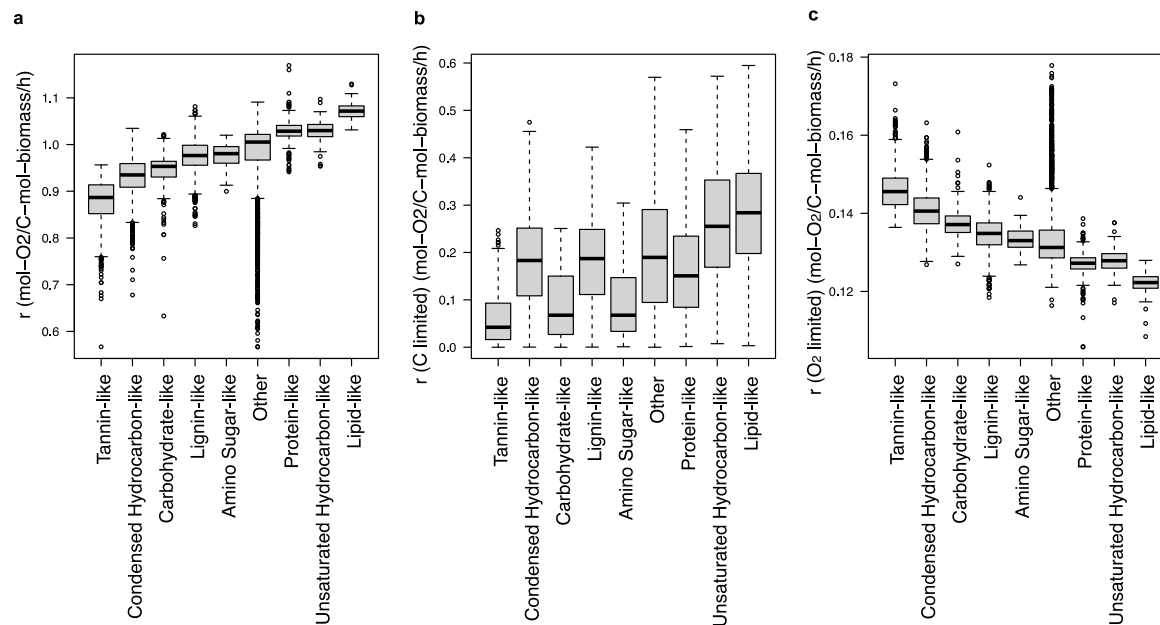 a
r (mol−O2/C−mol−biomass/h)
1.1
1.0
0.9
0.8
0.7
0.6
Tannin-like
Condensed Hydrocarbon-like
Carbohydrate-like
Lignin-like
Amino Sugar-like
Other
Protein-like
Unsaturated Hydrocarbon-like
Lipid-like
b
r (C limited) (mol−O2/C−mol−biomass/h)
0.6
0.5
0.4
0.3
0.2
0.1
0.0
Tannin-like
Condensed Hydrocarbon-like
Carbohydrate-like
Lignin-like
Amino Sugar-like
Other
Protein-like
Unsaturated Hydrocarbon-like
Lipid-like
c
r (O₂ limited) (mol−O₂/C−mol−biomass/h)
0.18
0.16
0.14
0.12
Tannin-like
Condensed Hydrocarbon-like
Carbohydrate-like
Lignin-like
Amino Sugar-like
Other
Protein-like
Unsaturated Hydrocarbon-like
Lipid-like